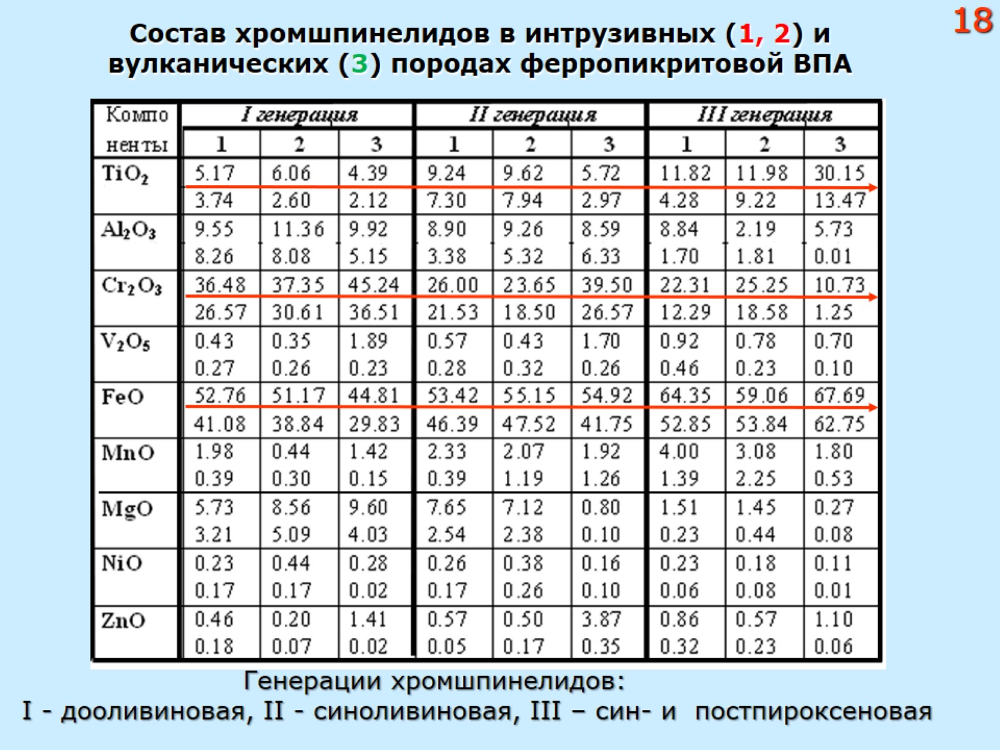 18
Состав хромшпинелидов в интрузивных (1, 2) и
вулканических (3) породах ферропикритовой ВПА
Компо I генерация II генерация III генерация
ненты 1 2 3 1 2 3 1 2 3
TiO2 5.17 6.06 4.39 9.24 9.62 5.72 11.82 11.98 30.15
3.74 2.60 2.12 7.30 7.94 2.97 4.28 9.22 13.47
Al2O3 9.55 11.36 9.92 8.90 9.26 8.59 8.84 2.19 5.73
8.26 8.08 5.15 3.38 5.32 6.33 1.70 1.81 0.01
Cr2O3 36.48 37.35 45.24 26.00 23.65 39.50 22.31 25.25 10.73
26.57 30.61 36.51 21.53 18.50 26.57 12.29 18.58 1.25
V2O5 0.43 0.35 1.89 0.57 0.43 1.70 0.92 0.78 0.70
0.27 0.26 0.23 0.28 0.32 0.26 0.46 0.23 0.10
FeO 52.76 51.17 44.81 53.42 55.15 54.92 64.35 59.06 67.69
41.08 38.84 29.83 46.39 47.52 41.75 52.85 53.84 62.75
MnO 1.98 0.44 1.42 2.33 2.07 1.92 4.00 3.08 1.80
0.39 0.30 0.15 0.39 1.19 1.26 1.39 2.25 0.53
MgO 5.73 8.56 9.60 7.65 7.12 0.80 1.51 1.45 0.27
3.21 5.09 4.03 2.54 2.38 0.10 0.23 0.44 0.08
NiO 0.23 0.44 0.28 0.26 0.38 0.16 0.23 0.18 0.11
0.17 0.17 0.02 0.17 0.26 0.10 0.06 0.08 0.01
ZnO 0.46 0.20 1.41 0.57 0.50 3.87 0.86 0.57 1.10
0.18 0.07 0.02 0.05 0.17 0.35 0.32 0.23 0.06
Генерации хромшпинелидов:
I - дооливиновая, II - синоливиновая, III – син- и постпироксеновая